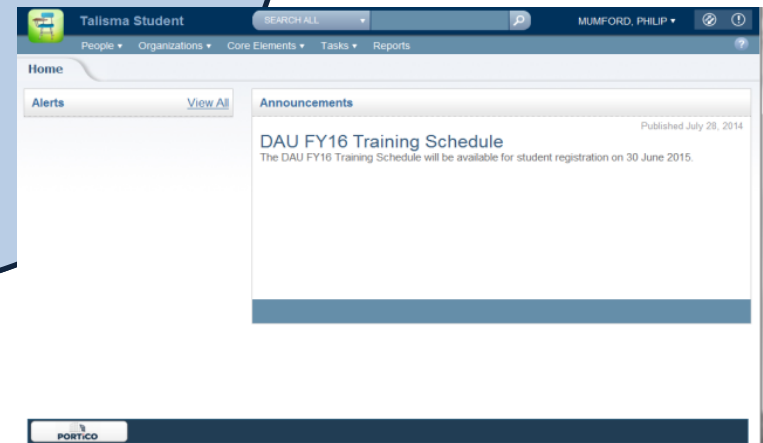 Talisma Student
SEARCH ALL
MUMFORD, PHILIP
People Organizations Core Elements Tasks Reports
Home
Alerts
View All
Announcements
Published July 28, 2014
DAU FY16 Training Schedule
The DAU FY16 Training Schedule will be available for student registration on 30 June 2015.
PORTiCO